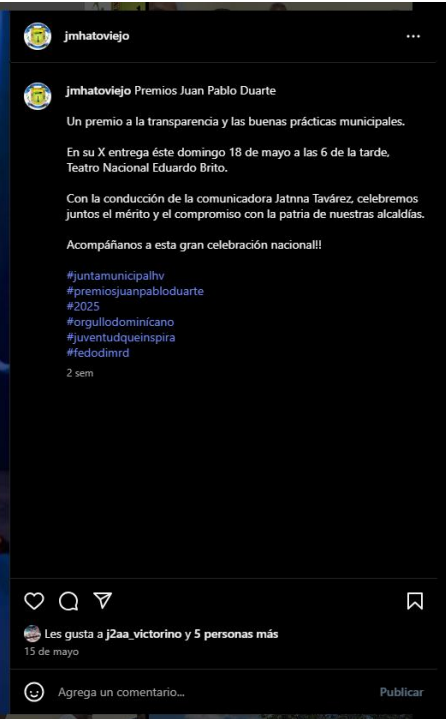 jmhatoviejo
jmhatoviejo Premios Juan Pablo Duarte
Un premio a la transparencia y las buenas prácticas municipales.
En su X entrega éste domingo 18 de mayo a las 6 de la tarde,
Teatro Nacional Eduardo Brito.
Con la conducción de la comunicadora Jatnna Tavárez, celebremos
juntos el mérito y el compromiso con la patria de nuestras alcaldías.
Acompáñanos a esta gran celebración nacional!!
#juntamunicipalhv
#premiosjuanpabloduarte
#2025
#orgullodominícano
#juventudqueinspira
#fedodimrd
2 sem
Les gusta a j2aa_victorino y 5 personas más
15 de mayo
Agrega un comentario...
Publicar